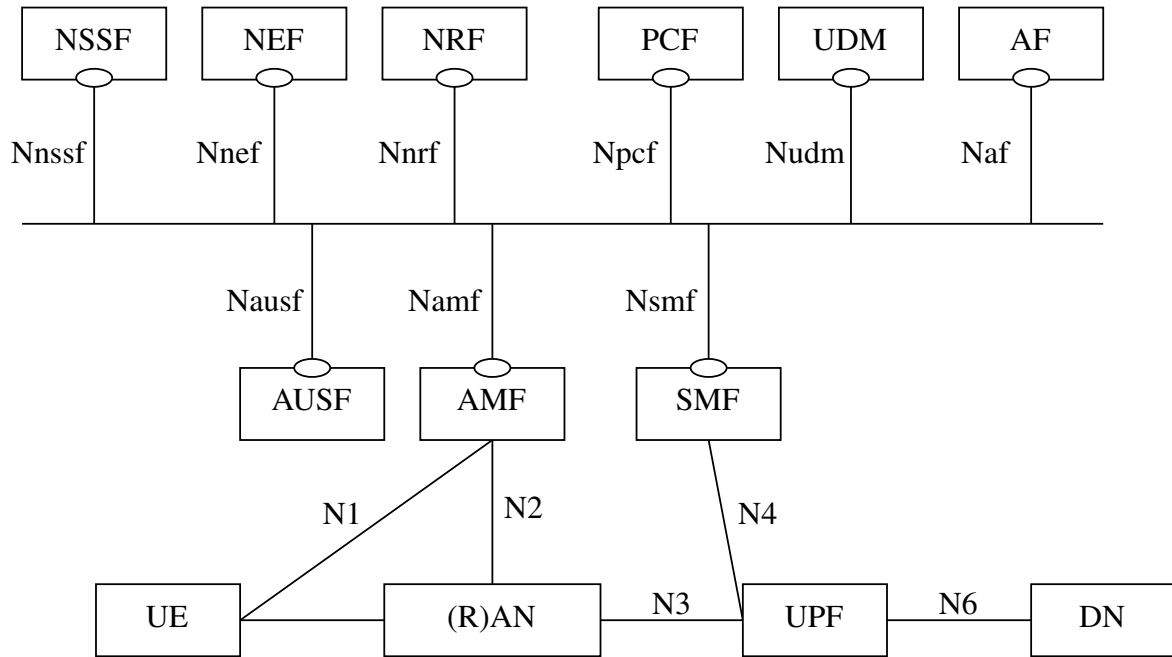 NSSF NEF NRF PCF UDM AF
Nnssf Nnef Nnrf Npcf Nudm Naf
Nausf Namf Nsmf
AUSF AMF SMF
N1 N2 N4
UE (R)AN N3 UPF N6 DN